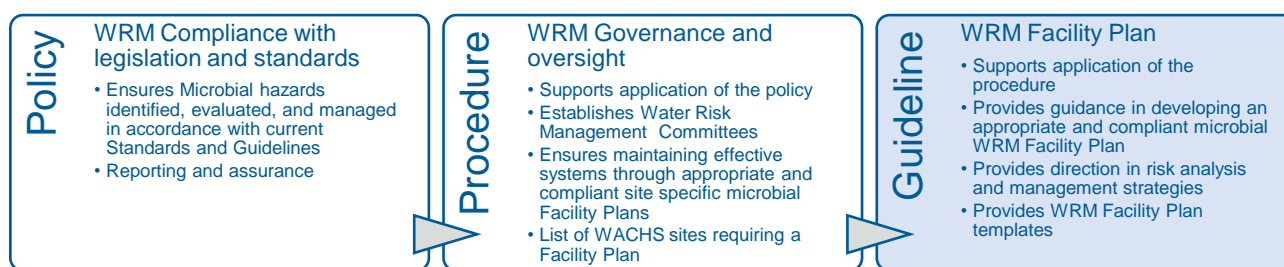 Policy
WRM Compliance with
legislation and standards
• Ensures Microbial hazards
identified, evaluated, and managed
in accordance with current
Standards and Guidelines
• Reporting and assurance
Procedure
WRM Governance and
oversight
• Supports application of the policy
• Establishes Water Risk
Management Committees
• Ensures maintaining effective
systems through appropriate and
compliant site specific microbial
Facility Plans
• List of WACHS sites requiring a
Facility Plan
Guideline
WRM Facility Plan
• Supports application of the
procedure
• Provides guidance in developing an
appropriate and compliant microbial
WRM Facility Plan
• Provides direction in risk analysis
and management strategies
• Provides WRM Facility Plan
templates